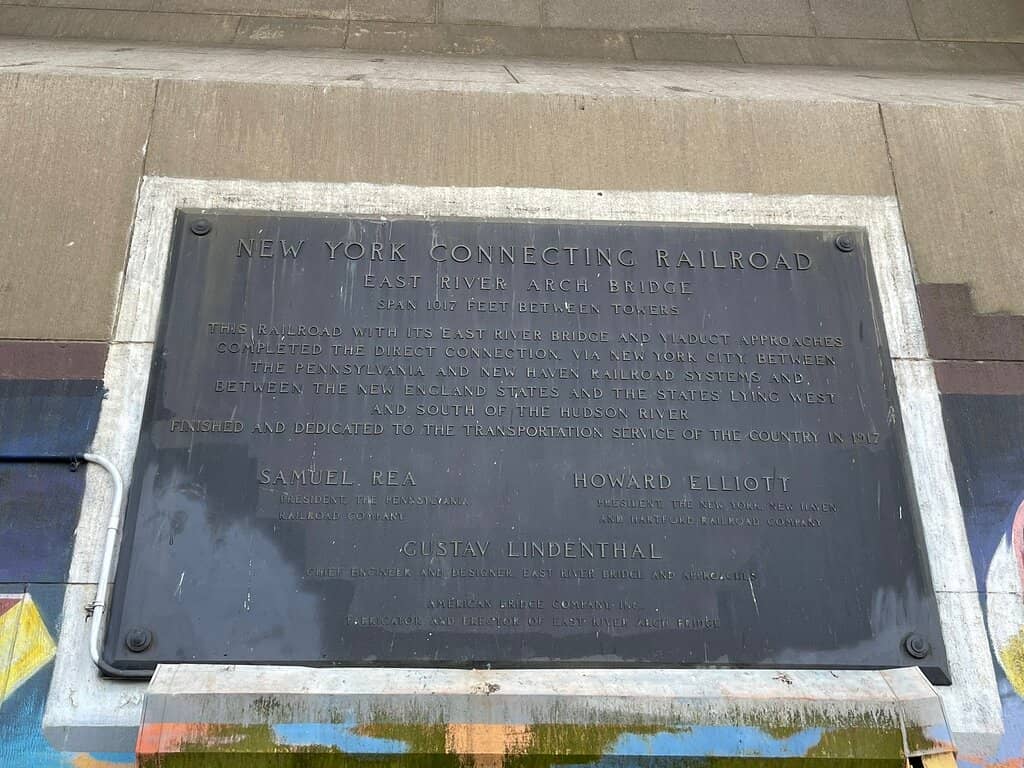 NEW YORK CONNECTING RAILROAD
EAST RIVER ARCH BRIDGE
SPAN 1017 FEET BETWEEN TOWERS
THIS RAILROAD WITH ITS EAST RIVER BRIDGE AND VIADUCT APPROACHES
COMPLETED THE DIRECT CONNECTION, VIA NEW YORK CITY, BETWEEN
THE PENNSYLVANIA AND NEW HAVEN RAILROAD SYSTEMS AND,
BETWEEN THE NEW ENGLAND STATES AND THE STATES LYING WEST
AND SOUTH OF THE HUDSON RIVER
FINISHED AND DEDICATED TO THE TRANSPORTATION SERVICE OF THE COUNTRY IN 1917
SAMUEL REA
PRESIDENT, THE PENNSYLVANIA
RAILROAD COMPANY
HOWARD ELLIOTT
PRESIDENT, THE NEW YORK, NEW HAVEN
AND HARTFORD RAILROAD COMPANY
GUSTAV LINDENTHAL
CHIEF ENGINEER AND DESIGNER, EAST RIVER BRIDGE AND APPROACHES
AMERICAN BRIDGE COMPANY INC.
FABRICATOR AND ERECTOR OF EAST RIVER ARCH BRIDGE